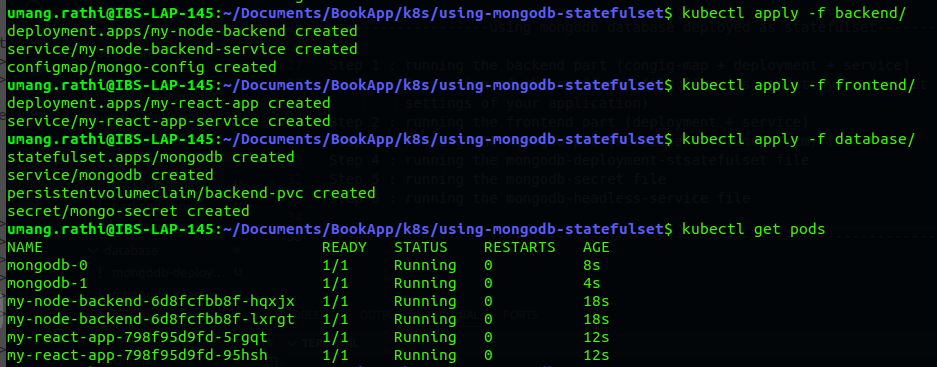 umang.rathi@IBS-LAP-145:~/Documents/BookApp/k8s/using-mongodb-statefulset$ kubectl apply -f backend/
deployment.apps/my-node-backend created
service/my-node-backend-service created
configmap/mongo-config created
umang.rathi@IBS-LAP-145:~/Documents/BookApp/k8s/using-mongodb-statefulset$ kubectl apply -f frontend/
deployment.apps/my-react-app created
service/my-react-app-service created
umang.rathi@IBS-LAP-145:~/Documents/BookApp/k8s/using-mongodb-statefulset$ kubectl apply -f database/
statefulset.apps/mongodb created
service/mongodb created
persistentvolumeclaim/backend-pvc created
secret/mongo-secret created
umang.rathi@IBS-LAP-145:~/Documents/BookApp/k8s/using-mongodb-statefulset$ kubectl get pods
NAME READY STATUS RESTARTS AGE
mongodb-0 1/1 Running 0 8s
mongodb-1 1/1 Running 0 4s
my-node-backend-6d8fcfbb8f-hqxjx 1/1 Running 0 18s
my-node-backend-6d8fcfbb8f-lxrgt 1/1 Running 0 18s
my-react-app-798f95d9fd-5rgqt 1/1 Running 0 12s
my-react-app-798f95d9fd-95hsh 1/1 Running 0 12s